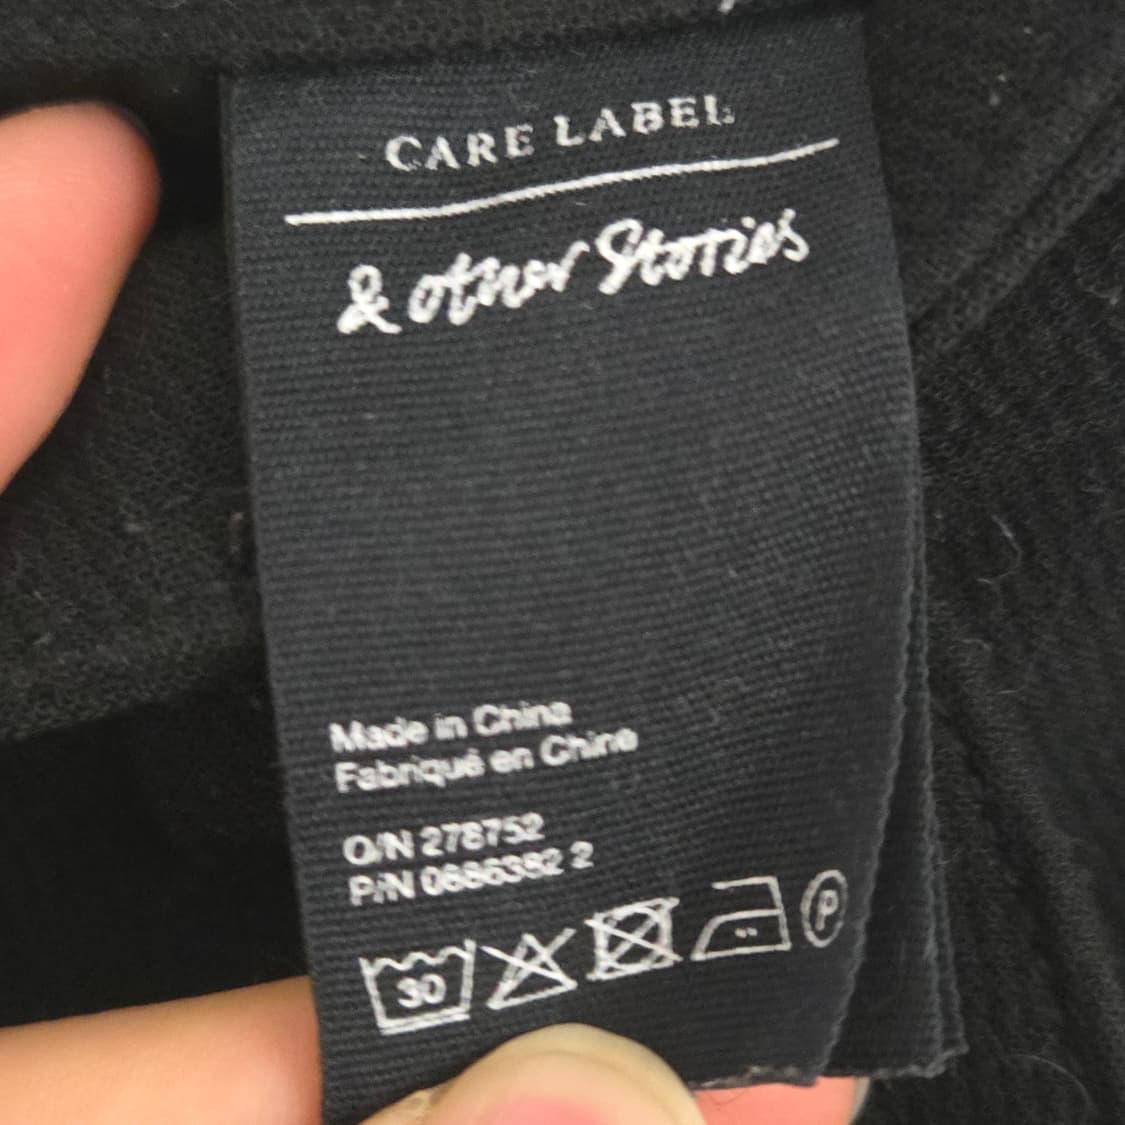 CARE LABEL
& other Stories
Made in China
Fabriqué en Chine
O/N 278752
P/N 0686382 2
30
P